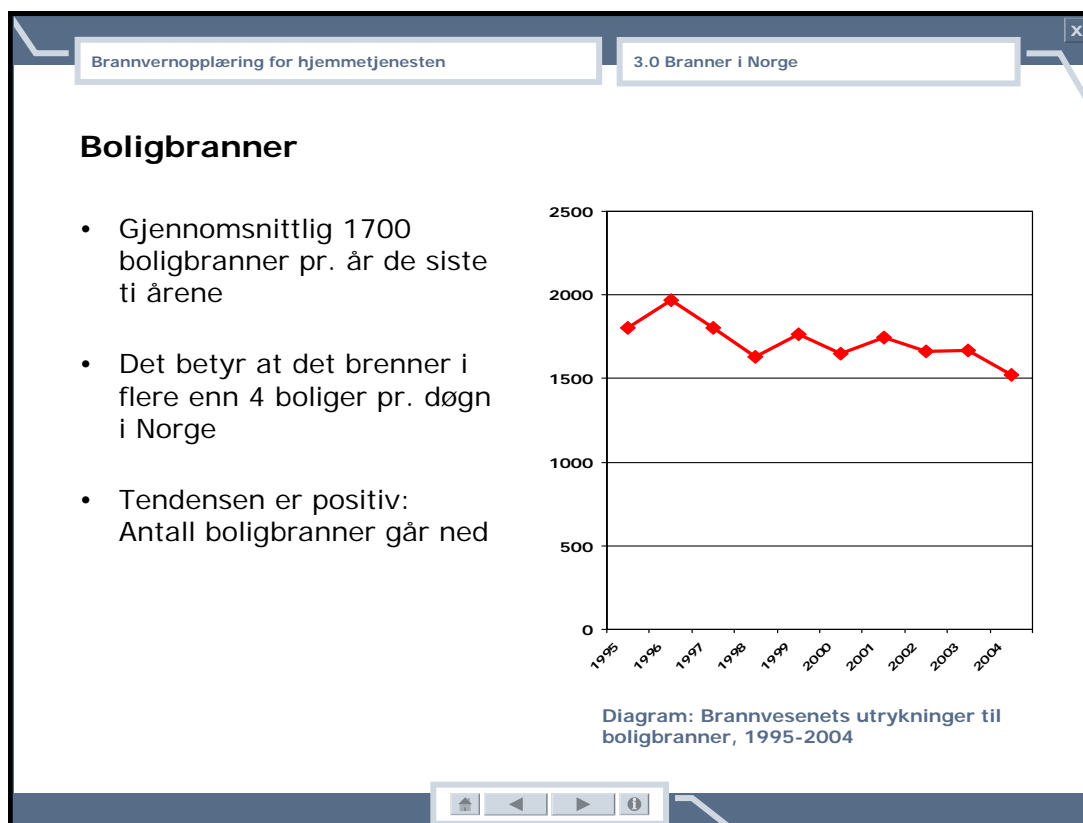 Brannvernopplæring for hjemmetjenesten
3.0 Branner i Norge
X
Boligbranner
• Gjennomsnittlig 1700
boligbranner pr. år de siste
ti årene
• Det betyr at det brenner i
flere enn 4 boliger pr. døgn
i Norge
• Tendensen er positiv:
Antall boligbranner går ned
2500
2000
1500
1000
500
0
1995 1996 1997 1998 1999 2000 2001 2002 2003 2004
Diagram: Brannvesenets utrykninger til
boligbranner, 1995-2004